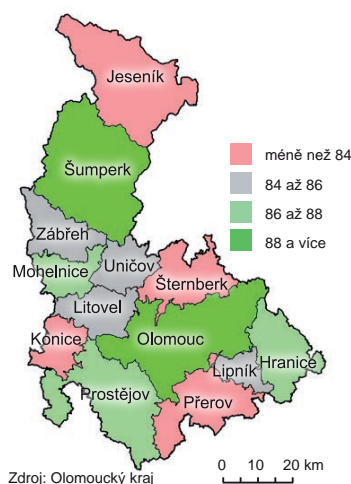 Jeseník
Šumperk
méně než 84
84 až 86
86 až 88
88 a více
Zábřeh
Mohelnice
Uničov
Šternberk
Litovel
Konice
Olomouc
Hranice
Lipník
Prostějov
Přerov
Zdroj: Olomoucký kraj
0 10 20 km